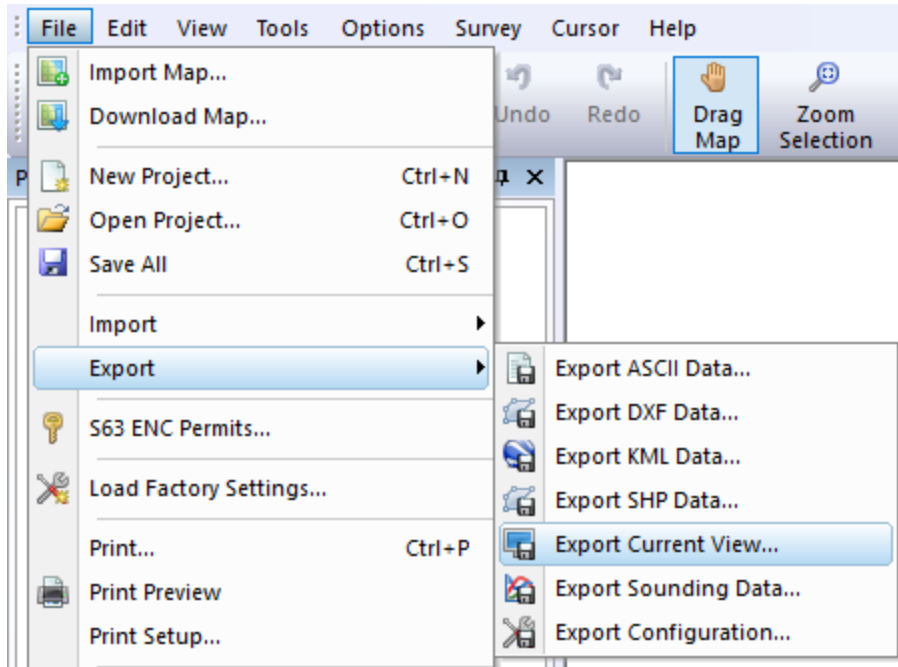 File Edit View Tools Options Survey Cursor Help
Import Map...
Download Map...
Undo Redo Drag Map Zoom Selection
New Project... Ctrl+N
Open Project... Ctrl+O
Save All Ctrl+S
Import
Export
S63 ENC Permits...
Load Factory Settings...
Print... Ctrl+P
Print Preview
Print Setup...
Export ASCII Data...
Export DXF Data...
Export KML Data...
Export SHP Data...
Export Current View...
Export Sounding Data...
Export Configuration...